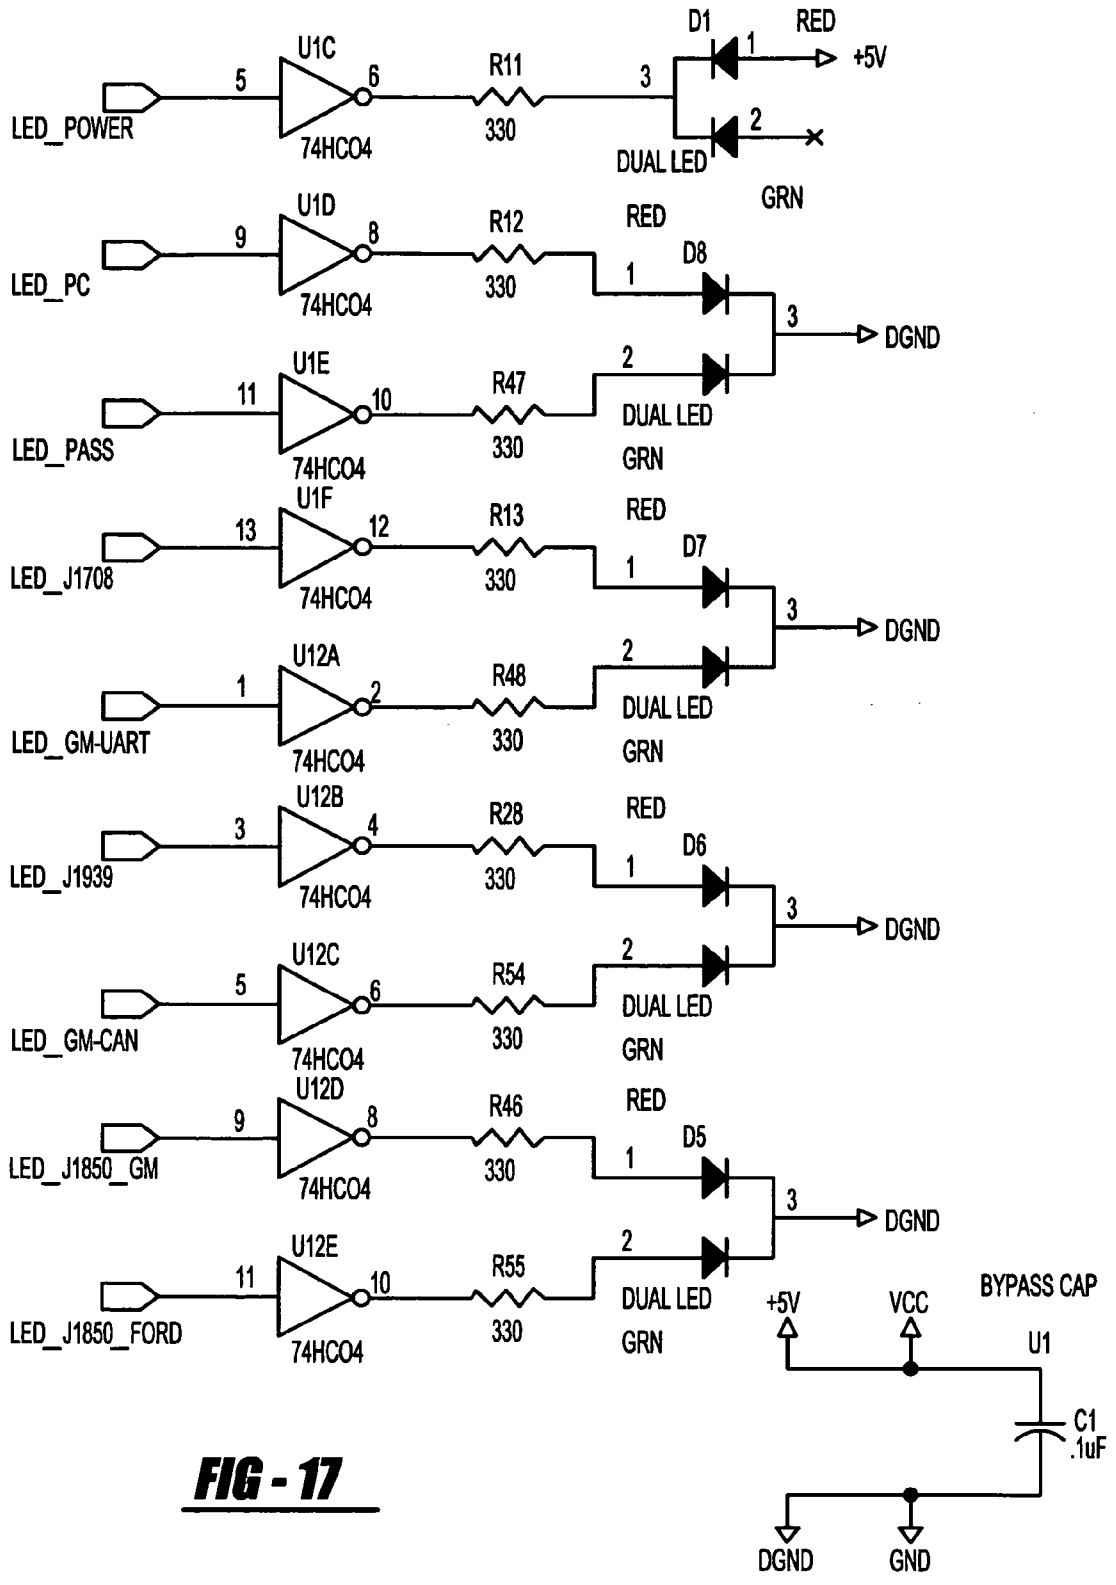 D1 RED
U1C
R11
5 6 3 1 +5V
LED_POWER
74HCO4
330
2
DUAL LED
GRN
U1D
R12
RED
9 8
D8
LED_PC
74HCO4
330
1
3 DGND
U1E
R47
2
11 10
DUAL LED
LED_PASS
74HCO4
330
GRN
U1F
R13
RED
13 12
D7
LED_J1708
74HCO4
330
1
3 DGND
U12A
R48
2
1 2
DUAL LED
LED_GM-UART
74HCO4
330
GRN
U12B
R28
RED
3 4
D6
LED_J1939
74HCO4
330
1
3 DGND
U12C
R54
2
5 6
DUAL LED
LED_GM-CAN
74HCO4
330
GRN
U12D
R46
RED
9 8
D5
LED_J1850_GM
74HCO4
330
1
3 DGND
U12E
R55
2
11 10
DUAL LED
LED_J1850_FORD
74HCO4
330
GRN
+5V VCC BYPASS CAP
U1
C1
.1uF
DGND GND
FIG - 17